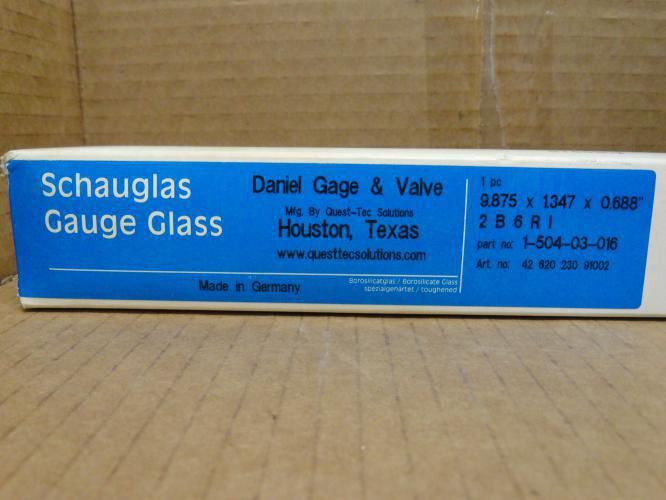 Schauglas
Gauge Glass
Daniel Gage & Valve
Mfg. By Quest-Tec Solutions
Houston, Texas
www.questtecsolutions.com
Made in Germany
Borosilicatglas / Borosilicate Glass
spezialgehärtet / toughened
1 pc
9.875 x 1.347 x 0.688"
2 B 6 R I
part no: 1-504-03-016
Art. no: 42 620 230 91002